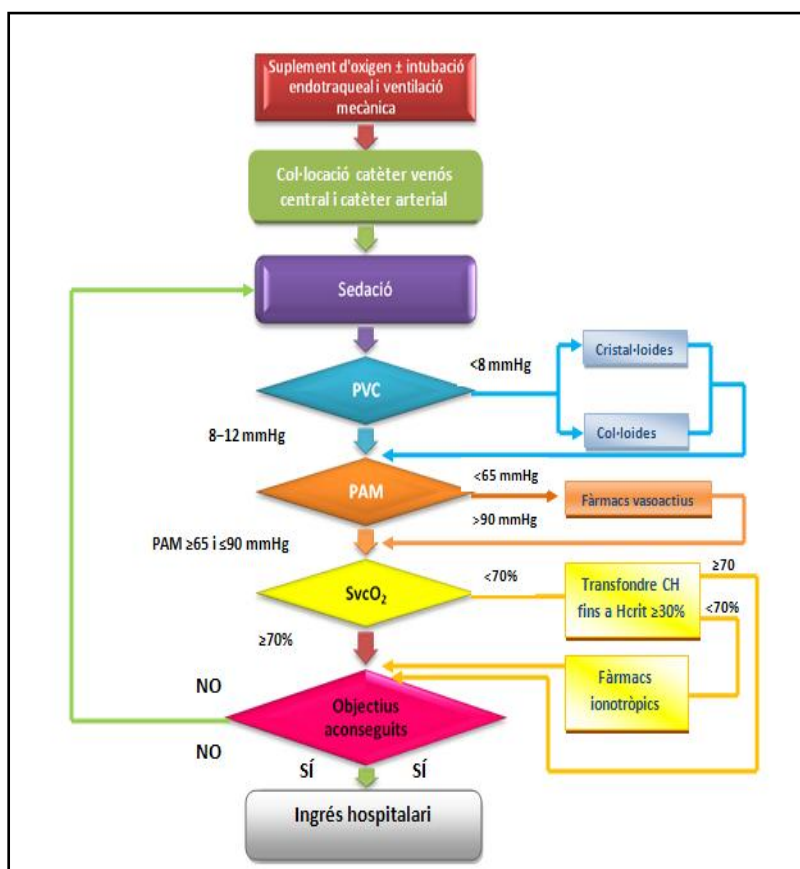 Suplement d'oxigen ± intubació
endotraqueal i ventilació
mecànica
Col·locació catèter venós
central i catèter arterial
Sedació
<8 mmHg
Cristal·loides
PVC
Col·loides
8–12 mmHg
<65 mmHg
PAM
Fàrmacs vasoactius
>90 mmHg
PAM ≥65 i ≤90 mmHg
<70%
SvcO₂
Transfondre CH
fins a Hcrit ≥30%
≥70
<70%
≥70%
Fàrmacs
ionotròpics
NO
Objectius
aconseguits
NO
SÍ
SÍ
Ingrés hospitalari